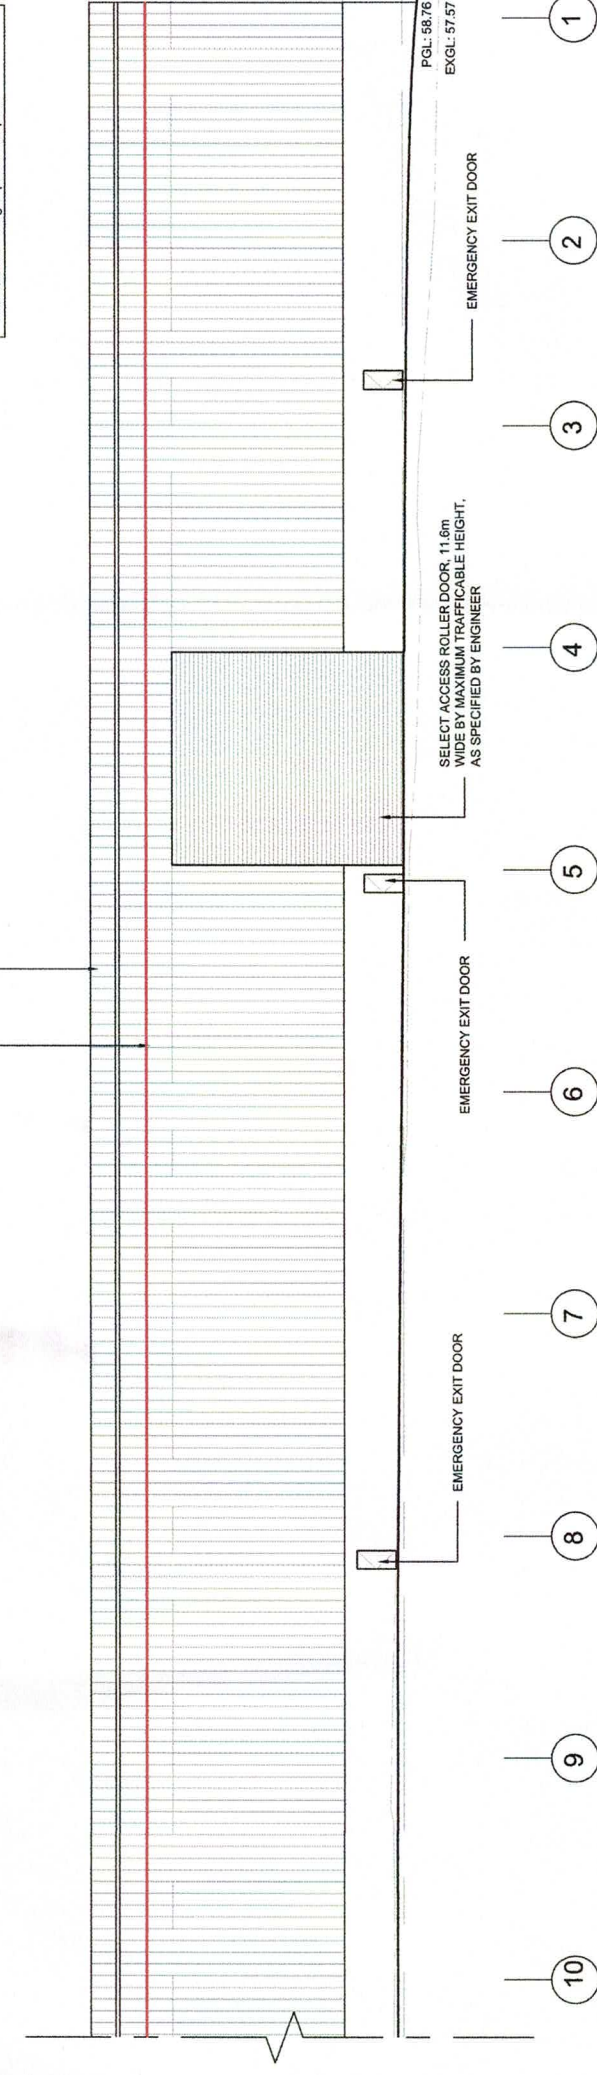 PGL: 58.76
EXGL: 57.57
EMERGENCY EXIT DOOR
SELECT ACCESS ROLLER DOOR, 11.6m
WIDE BY MAXIMUM TRAFFICABLE HEIGHT,
AS SPECIFIED BY ENGINEER
EMERGENCY EXIT DOOR
EMERGENCY EXIT DOOR
1
2
3
4
5
6
7
8
9
10